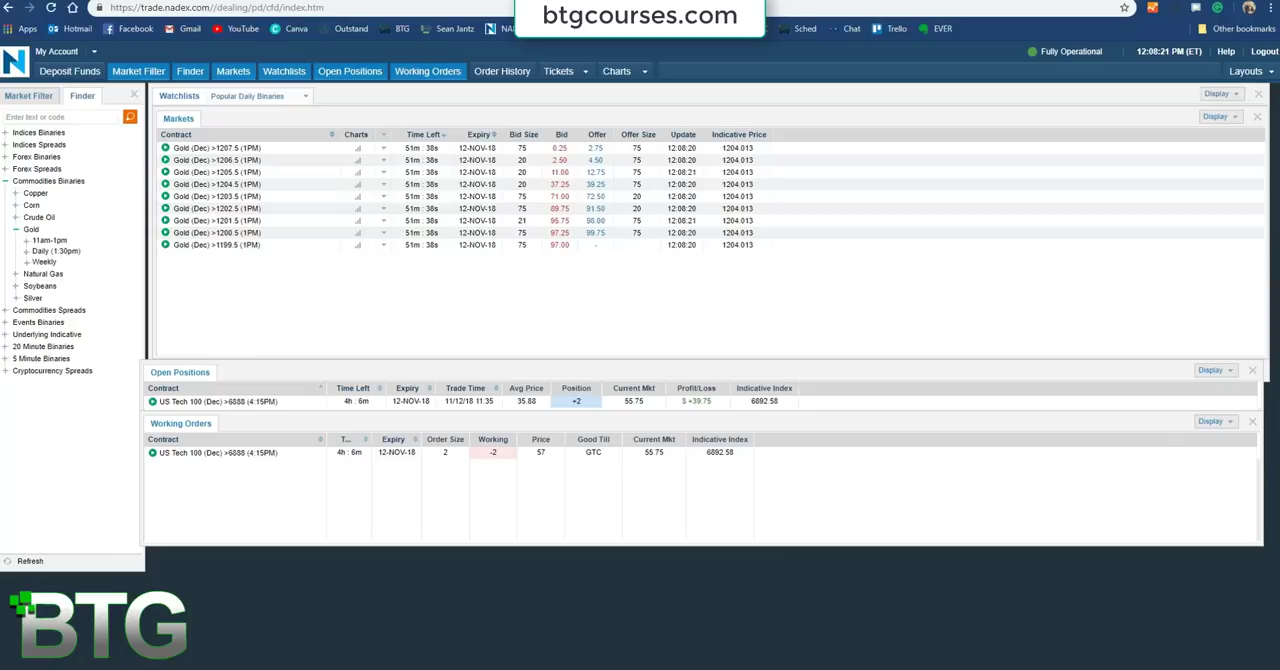 https://trade.nadex.com//dealing/pd/cfd/index.htm
btgcourses.com
Apps Hotmail Facebook Gmail YouTube Canva Outstand BTG Sean Jantz Sched Chat Trello EVER Other bookmarks
My Account Fully Operational 12:08:21 PM (ET) Help Logout
Deposit Funds Market Filter Finder Markets Watchlists Open Positions Working Orders Order History Tickets Charts Layouts
Market Filter Finder
Watchlists Popular Daily Binaries Display
Enter text or code
Markets Display
Contract Charts Time Left Expiry Bid Size Bid Offer Offer Size Update Indicative Price
Gold (Dec) >1207.5 (1PM) 51m : 38s 12-NOV-18 75 0.25 2.75 75 12:08:20 1204.013
Gold (Dec) >1206.5 (1PM) 51m : 38s 12-NOV-18 20 2.50 4.50 75 12:08:20 1204.013
Gold (Dec) >1205.5 (1PM) 51m : 38s 12-NOV-18 20 11.00 12.75 75 12:08:21 1204.013
Gold (Dec) >1204.5 (1PM) 51m : 38s 12-NOV-18 20 37.25 39.25 75 12:08:20 1204.013
Gold (Dec) >1203.5 (1PM) 51m : 38s 12-NOV-18 75 71.00 72.50 20 12:08:20 1204.013
Gold (Dec) >1202.5 (1PM) 51m : 38s 12-NOV-18 75 89.75 91.50 20 12:08:20 1204.013
Gold (Dec) >1201.5 (1PM) 51m : 38s 12-NOV-18 21 95.75 98.00 75 12:08:21 1204.013
Gold (Dec) >1200.5 (1PM) 51m : 38s 12-NOV-18 75 97.25 99.75 75 12:08:20 1204.013
Gold (Dec) >1199.5 (1PM) 51m : 38s 12-NOV-18 75 97.00 - 12:08:20 1204.013
Indices Binaries
Indices Spreads
Forex Binaries
Forex Spreads
Commodities Binaries
Copper
Corn
Crude Oil
Gold
11am-1pm
Daily (1:30pm)
Weekly
Natural Gas
Soybeans
Silver
Commodities Spreads
Events Binaries
Underlying Indicative
20 Minute Binaries
5 Minute Binaries
Cryptocurrency Spreads
Refresh
Open Positions Display
Contract Time Left Expiry Trade Time Avg Price Position Current Mkt Profit/Loss Indicative Index
US Tech 100 (Dec) >6888 (4:15PM) 4h : 6m 12-NOV-18 11/12/18 11:35 35.88 +2 55.75 $ +39.75 6892.58
Working Orders Display
Contract T... Expiry Order Size Working Price Good Till Current Mkt Indicative Index
US Tech 100 (Dec) >6888 (4:15PM) 4h : 6m 12-NOV-18 2 -2 57 GTC 55.75 6892.58
BTG